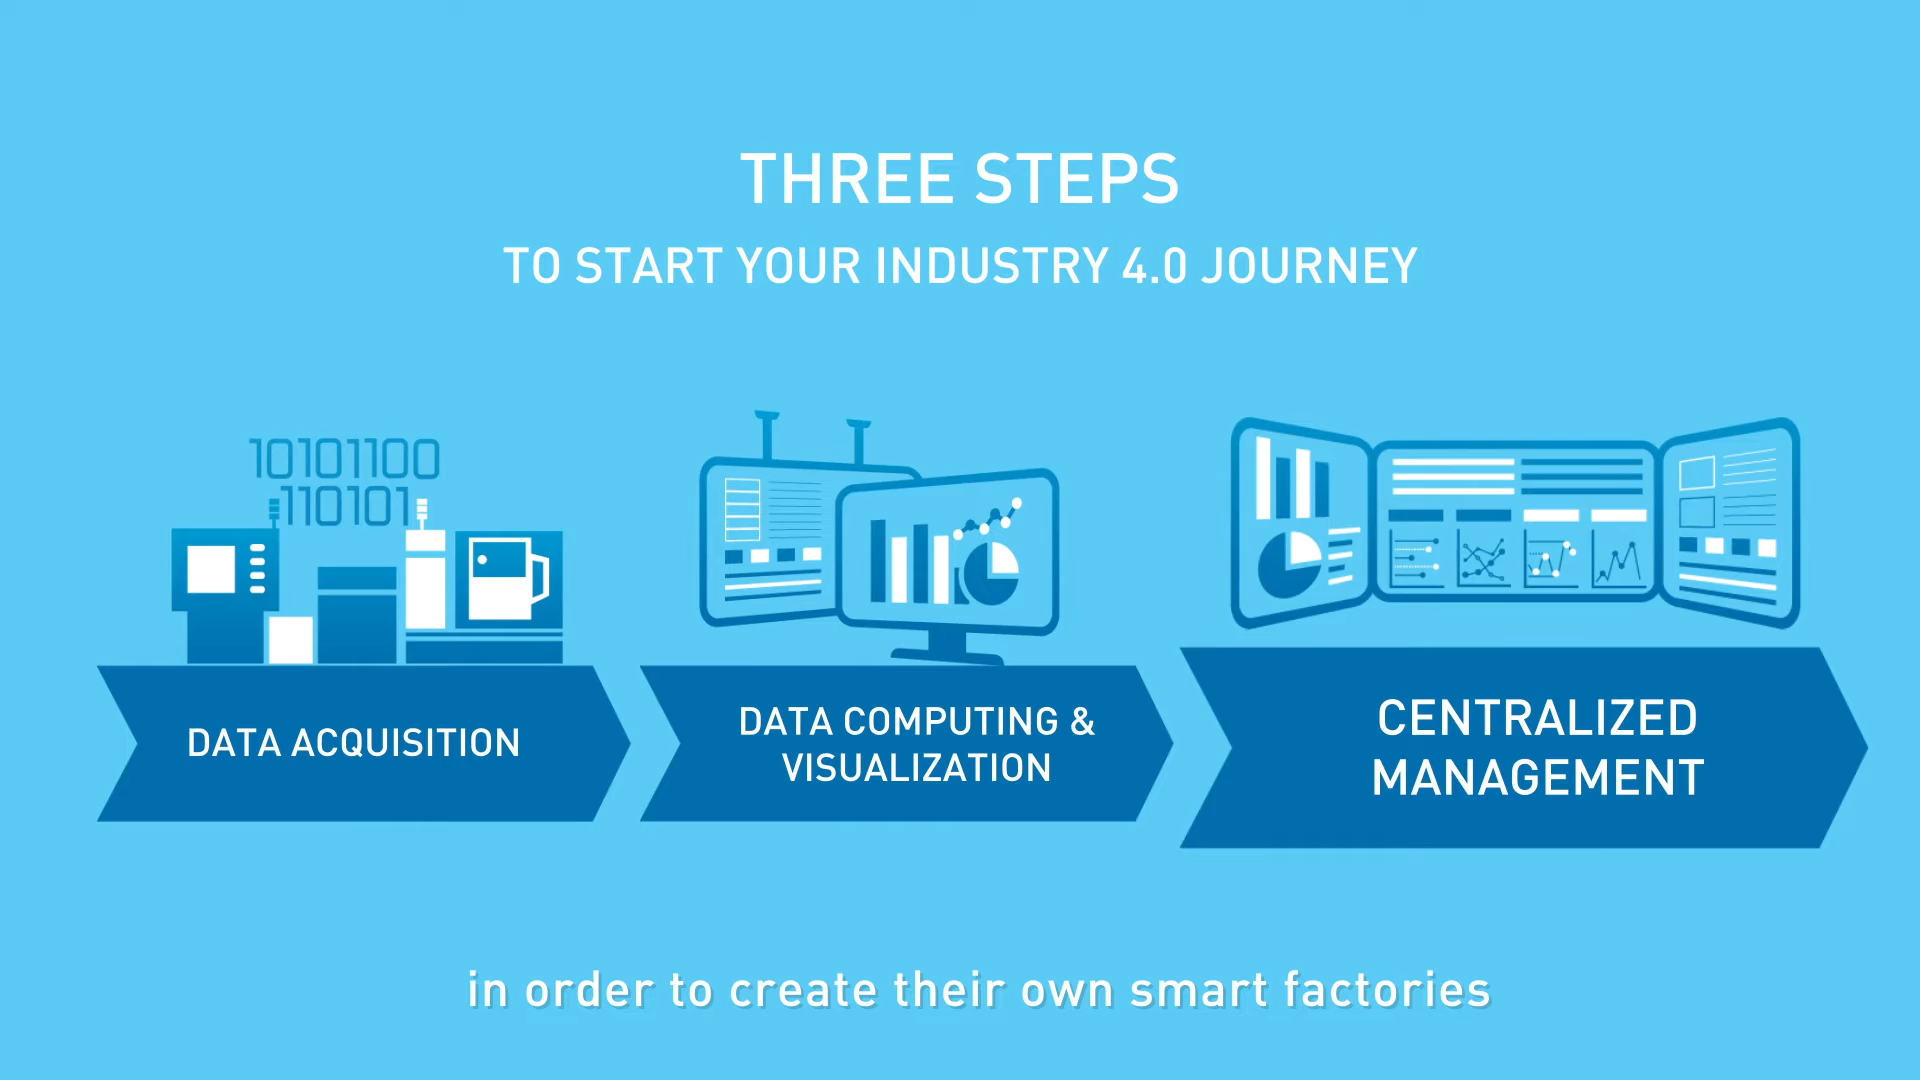 THREE STEPS
TO START YOUR INDUSTRY 4.0 JOURNEY
10101100
110101
DATA ACQUISITION
DATA COMPUTING &
VISUALIZATION
CENTRALIZED
MANAGEMENT
in order to create their own smart factories